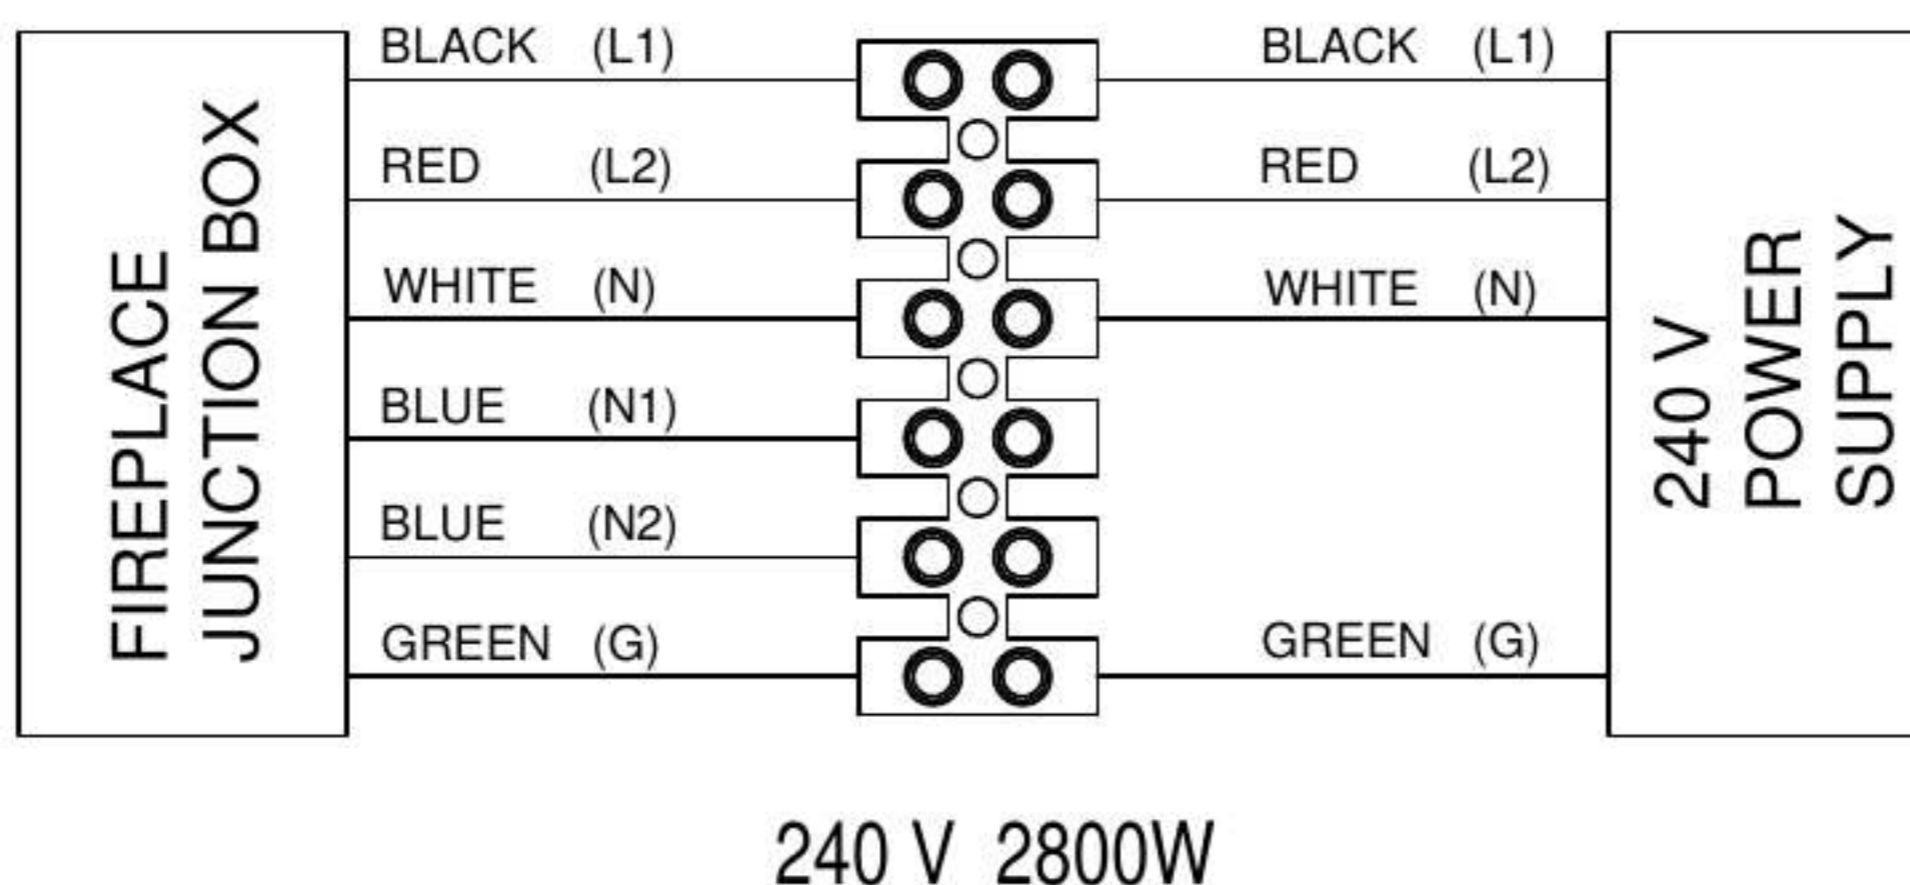 FIREPLACE
JUNCTION BOX
BLACK (L1)
RED (L2)
WHITE (N)
BLUE (N1)
BLUE (N2)
GREEN (G)
BLACK (L1)
RED (L2)
WHITE (N)
GREEN (G)
240 V
POWER
SUPPLY
240 V 2800W